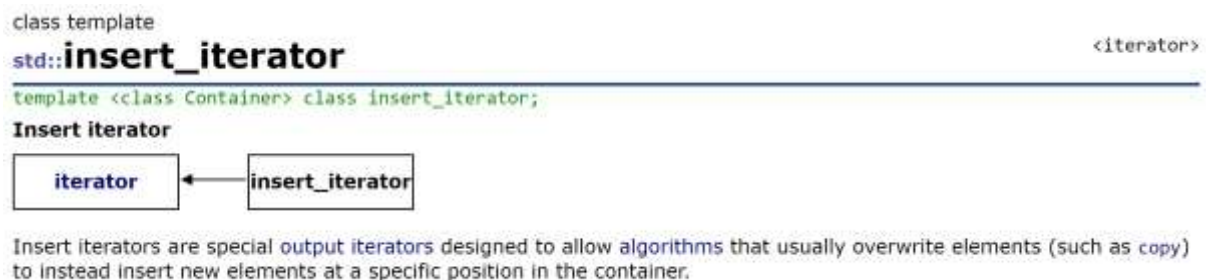 class template
std::insert_iterator
<iterator>
template <class Container> class insert_iterator;
Insert iterator
iterator
insert_iterator
Insert iterators are special output iterators designed to allow algorithms that usually overwrite elements (such as copy)
to instead insert new elements at a specific position in the container.